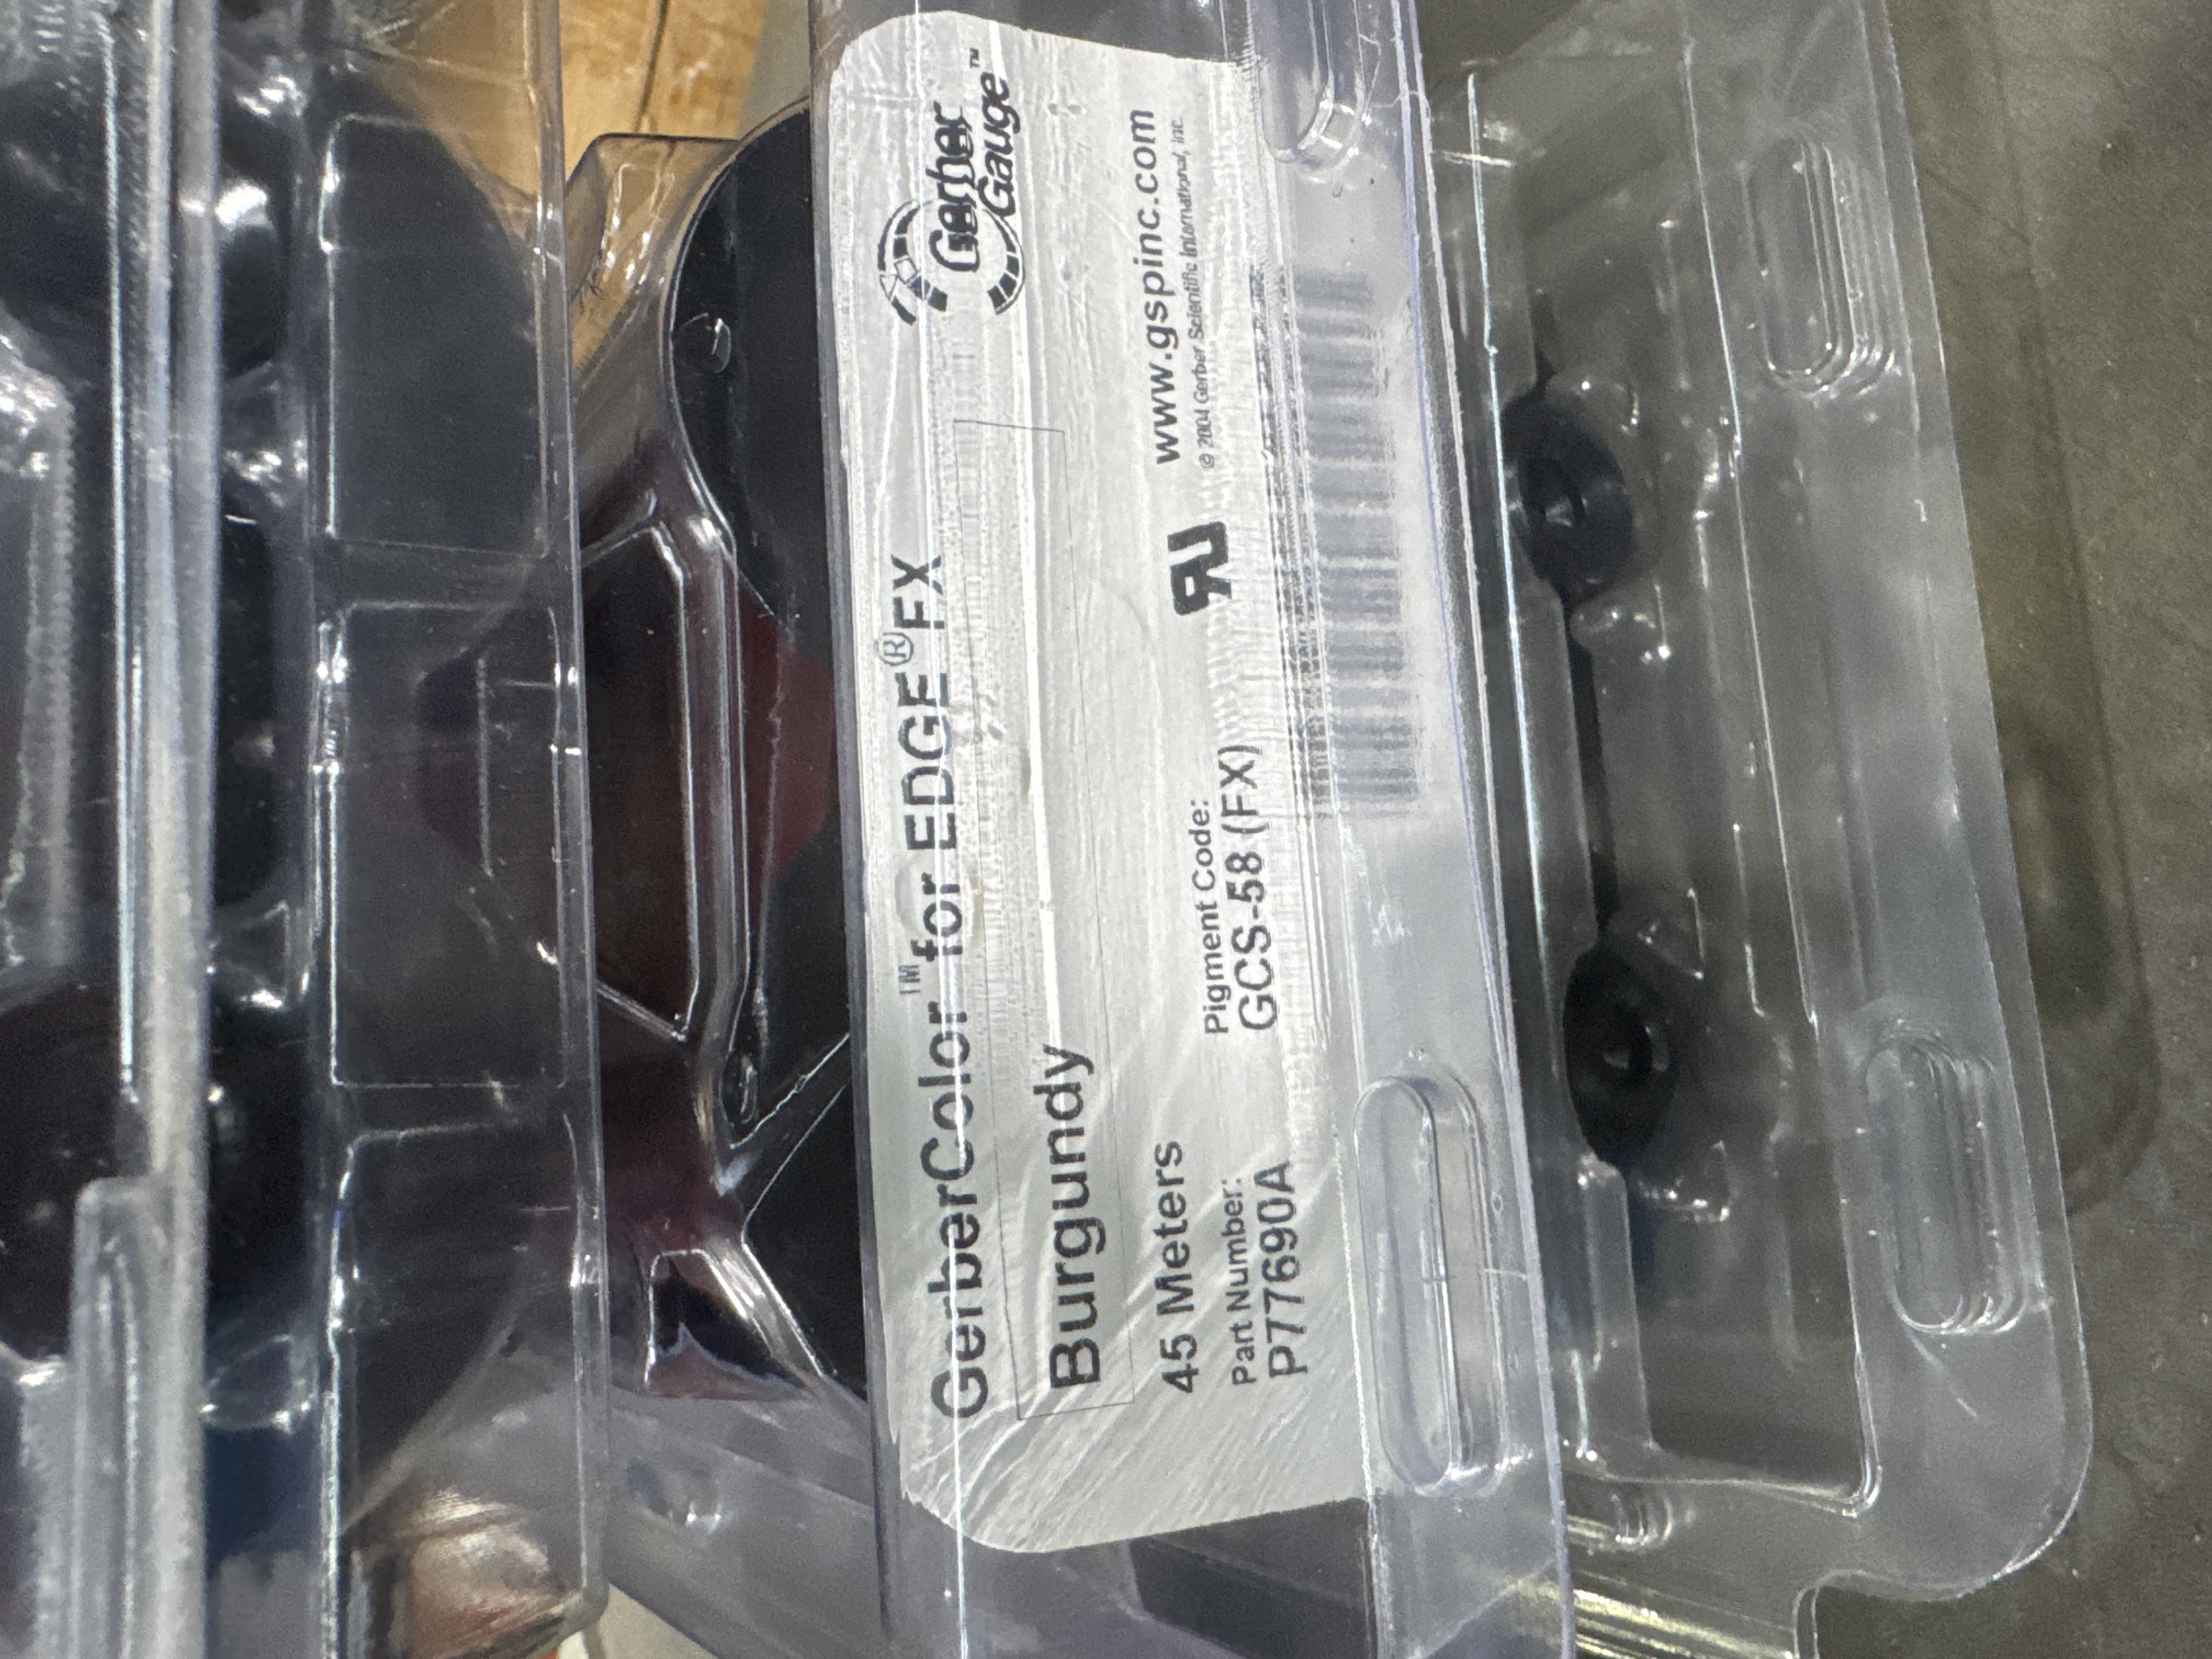 GerberColor™ for EDGE® FX
Gerber
Gauge™
Burgundy
45 Meters
www.gspinc.com
© 2004 Gerber Scientific International, Inc.
Part Number:
P77690A
Pigment Code:
GCS-58 (FX)
RU